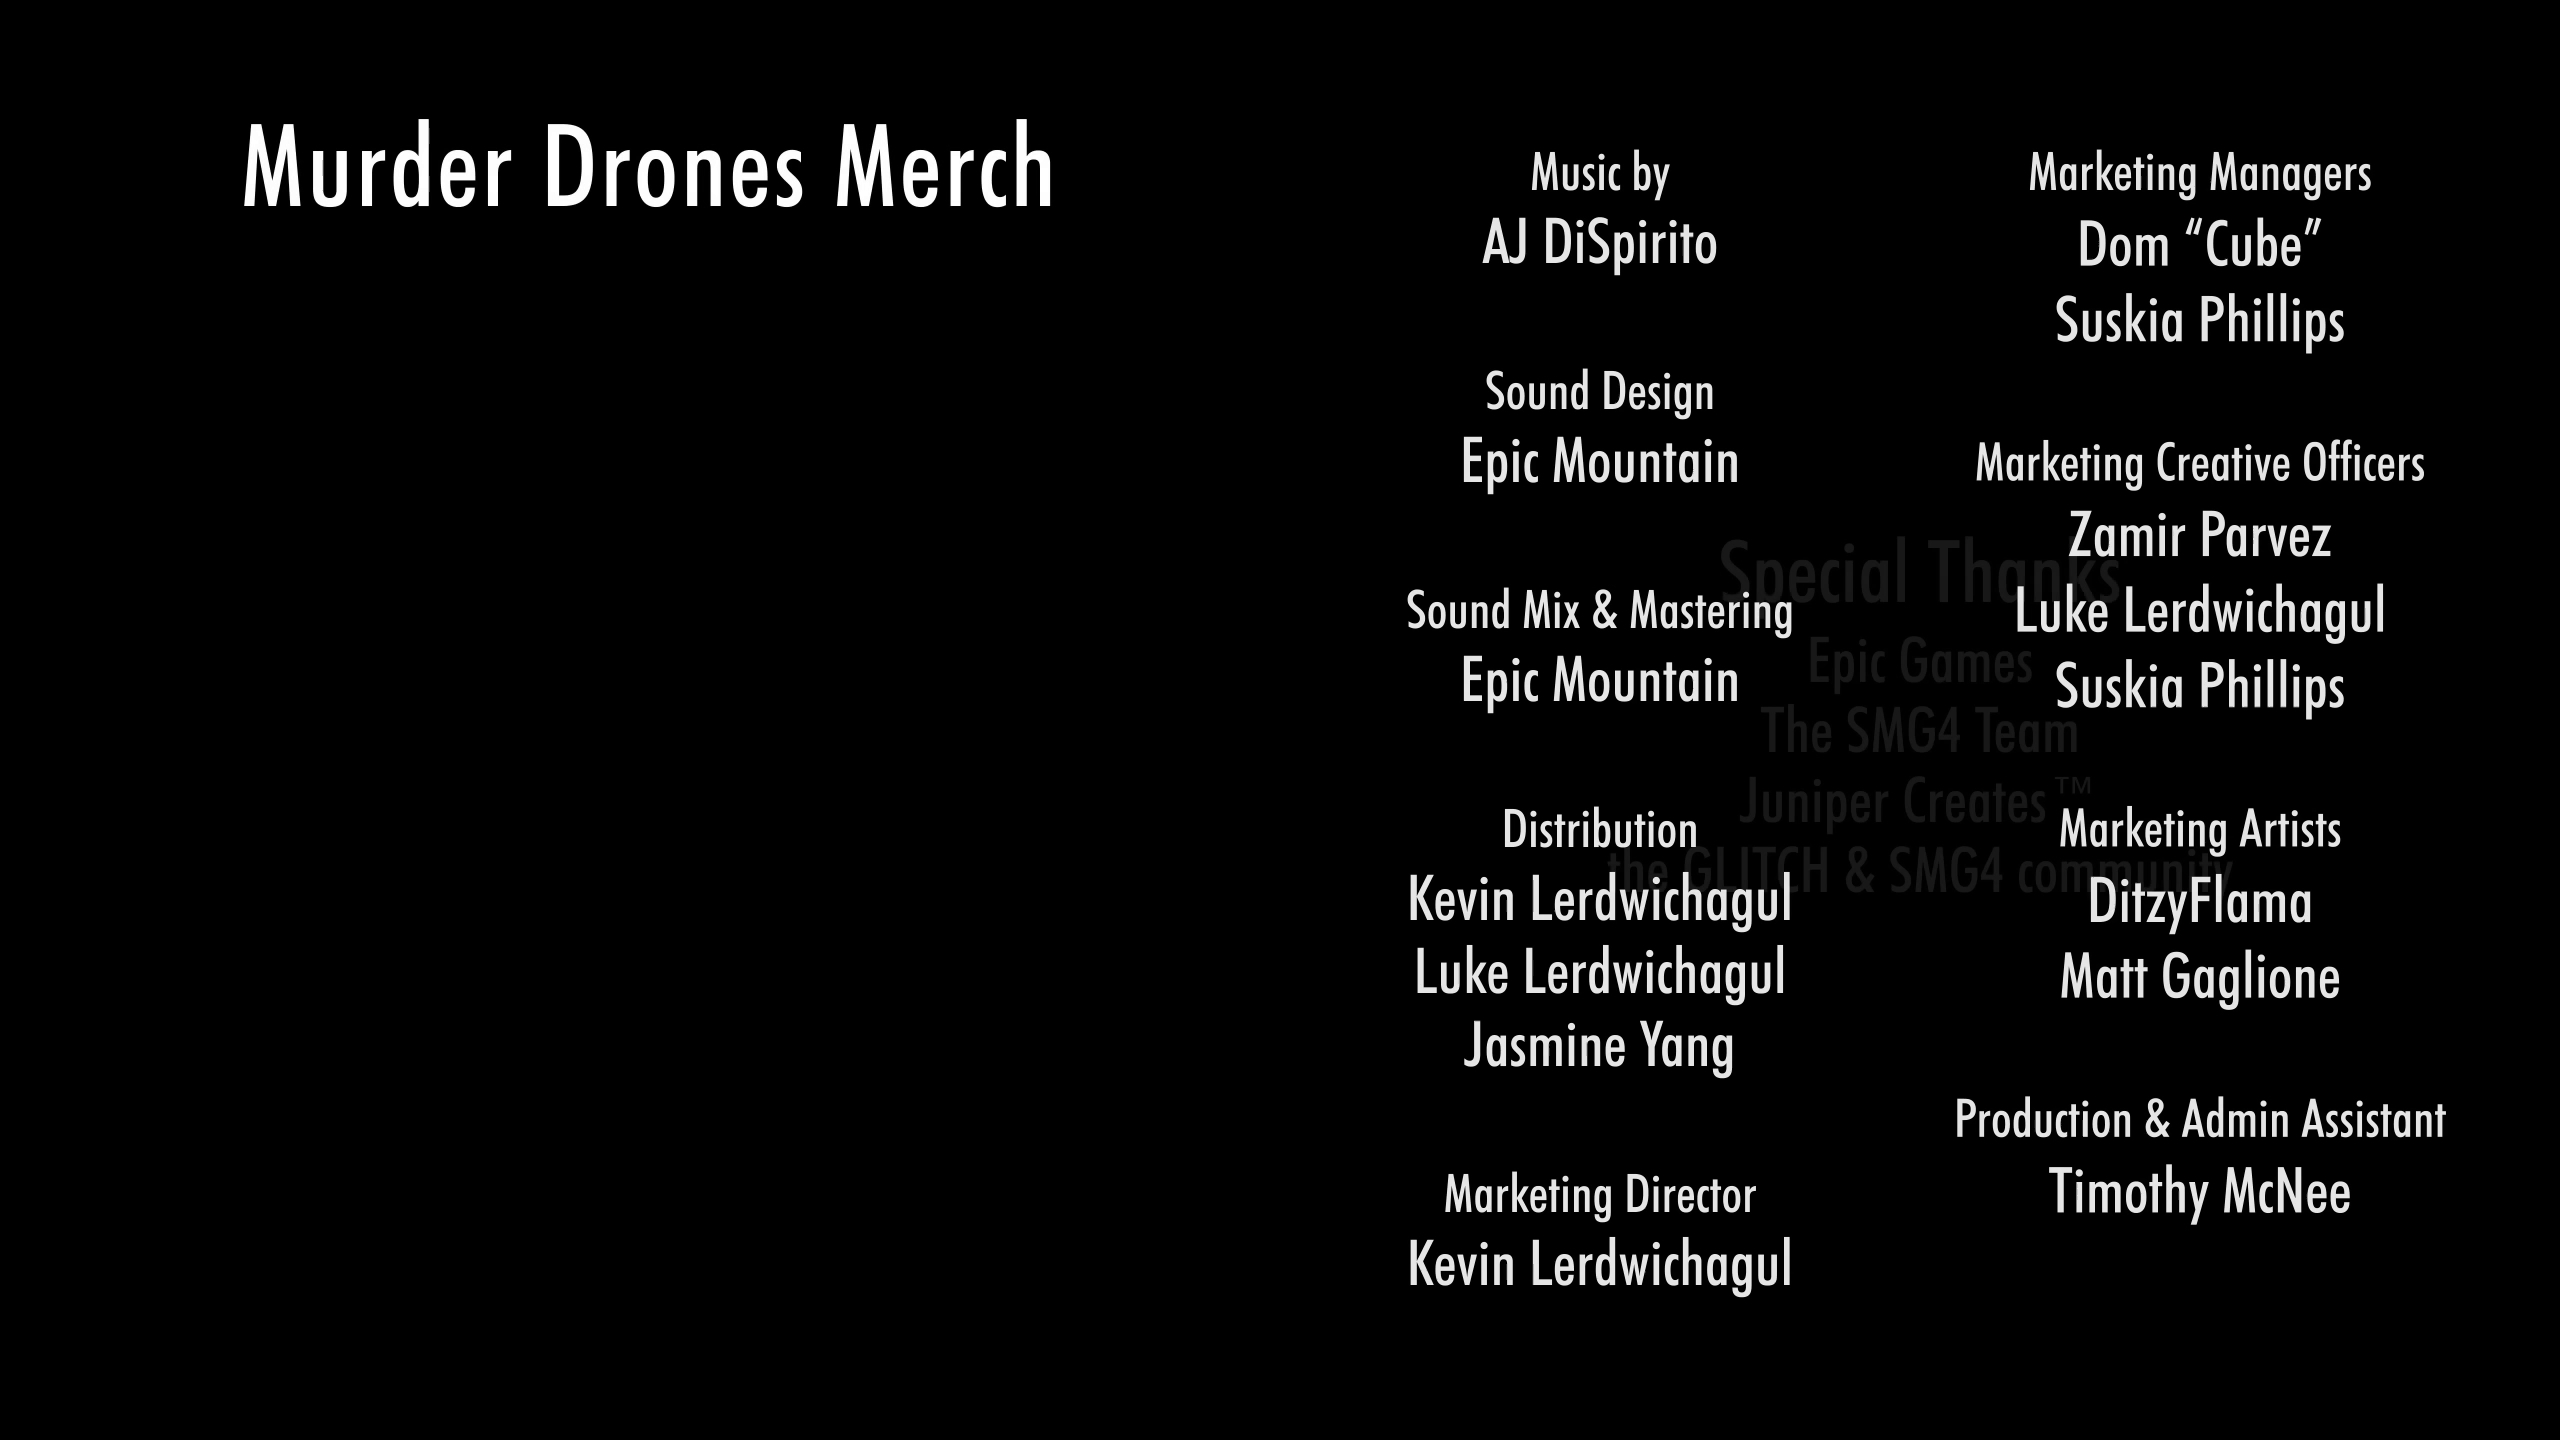 Murder Drones Merch
Music by
AJ DiSpirito
Sound Design
Epic Mountain
Sound Mix & Mastering
Epic Mountain
Distribution
Kevin Lerdwichagul
Luke Lerdwichagul
Jasmine Yang
Marketing Director
Kevin Lerdwichagul
Marketing Managers
Dom “Cube”
Suskia Phillips
Marketing Creative Officers
Zamir Parvez
Luke Lerdwichagul
Suskia Phillips
Marketing Artists
DitzyFlama
Matt Gaglione
Production & Admin Assistant
Timothy McNee
Special Thanks
Epic Games
The SMG4 Team
Juniper Creates™
the GLITCH & SMG4 community